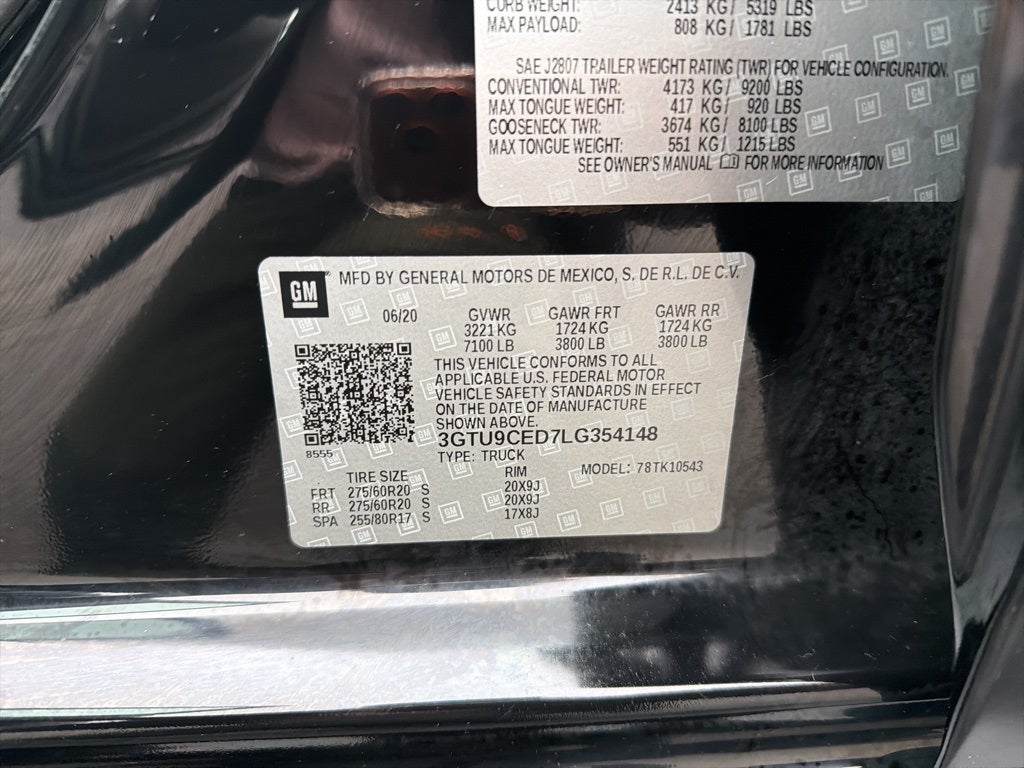 CURB WEIGHT: 2413 KG/ 5319 LBS
MAX PAYLOAD: 808 KG/ 1781 LBS
SAE J2807 TRAILER WEIGHT RATING (TWR) FOR VEHICLE CONFIGURATION.
CONVENTIONAL TWR: 4173 KG/ 9200 LBS
MAX TONGUE WEIGHT: 417 KG/ 920 LBS
GOOSENECK TWR: 3674 KG/ 8100 LBS
MAX TONGUE WEIGHT: 551 KG/ 1215 LBS
SEE OWNER'S MANUAL FOR MORE INFORMATION
GM MFD BY GENERAL MOTORS DE MEXICO, S. DE R.L. DE C.V.
06/20 GVWR GAWR FRT GAWR RR
3221 KG 1724 KG 1724 KG
7100 LB 3800 LB 3800 LB
THIS VEHICLE CONFORMS TO ALL
APPLICABLE U.S. FEDERAL MOTOR
VEHICLE SAFETY STANDARDS IN EFFECT
ON THE DATE OF MANUFACTURE
SHOWN ABOVE.
3GTU9CED7LG354148
8555 TYPE: TRUCK MODEL: 78TK10543
TIRE SIZE RIM
FRT 275/60R20 S 20X9J
RR 275/60R20 S 20X9J
SPA 255/80R17 S 17X8J